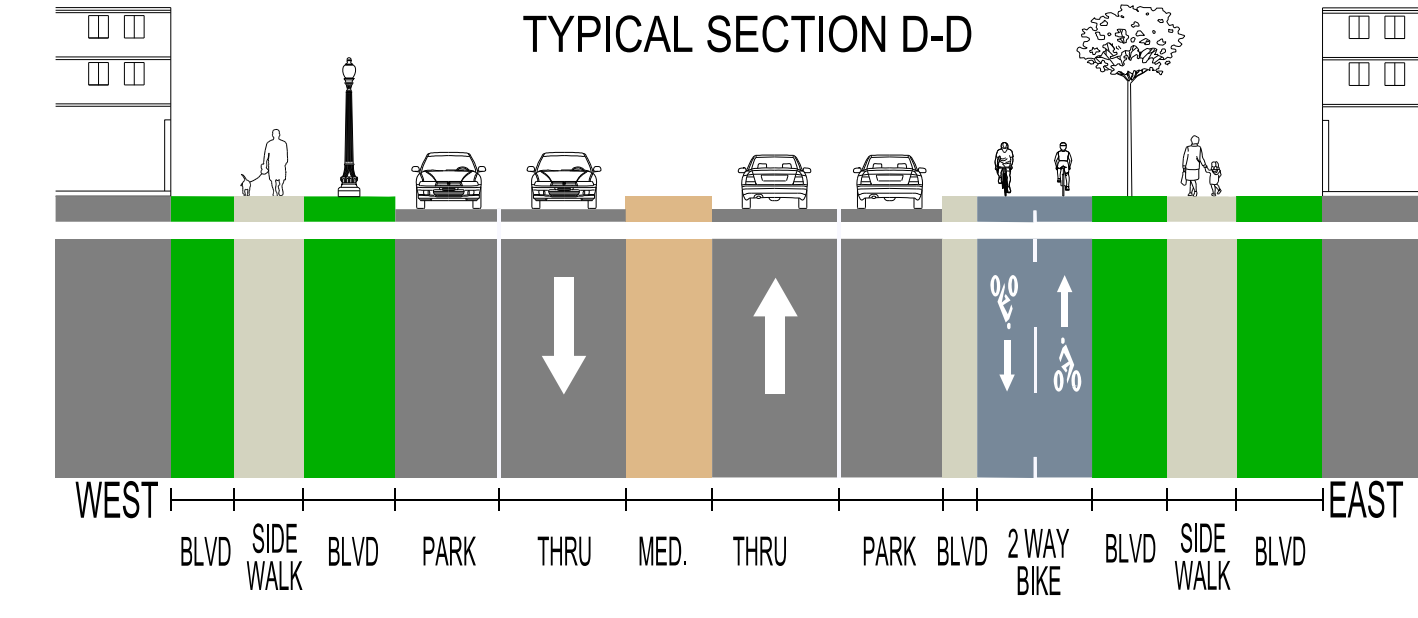 TYPICAL SECTION D-D
WEST
EAST
BLVD
SIDE
WALK
BLVD
PARK
THRU
MED.
THRU
PARK
BLVD
2 WAY
BIKE
BLVD
SIDE
WALK
BLVD